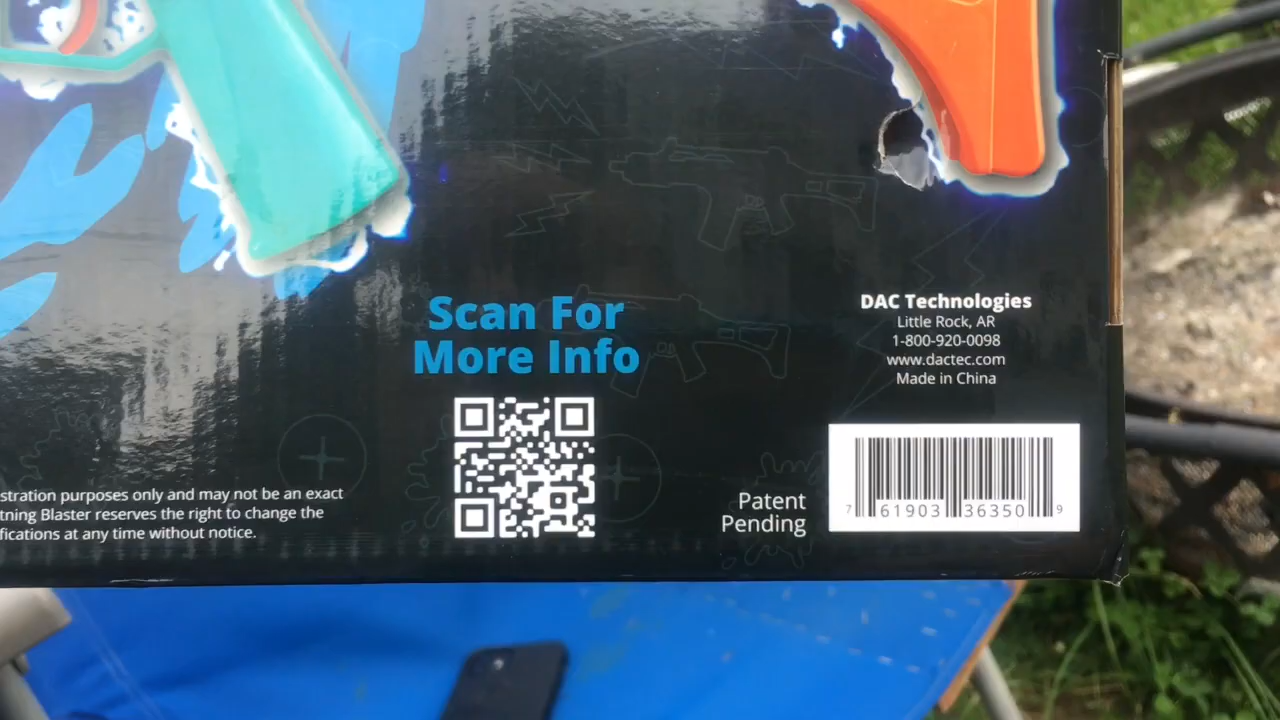 Scan For
More Info
DAC Technologies
Little Rock, AR
1-800-920-0098
www.dactec.com
Made in China
stration purposes only and may not be an exact
tning Blaster reserves the right to change the
fications at any time without notice.
Patent
Pending
7 61903 36350 9